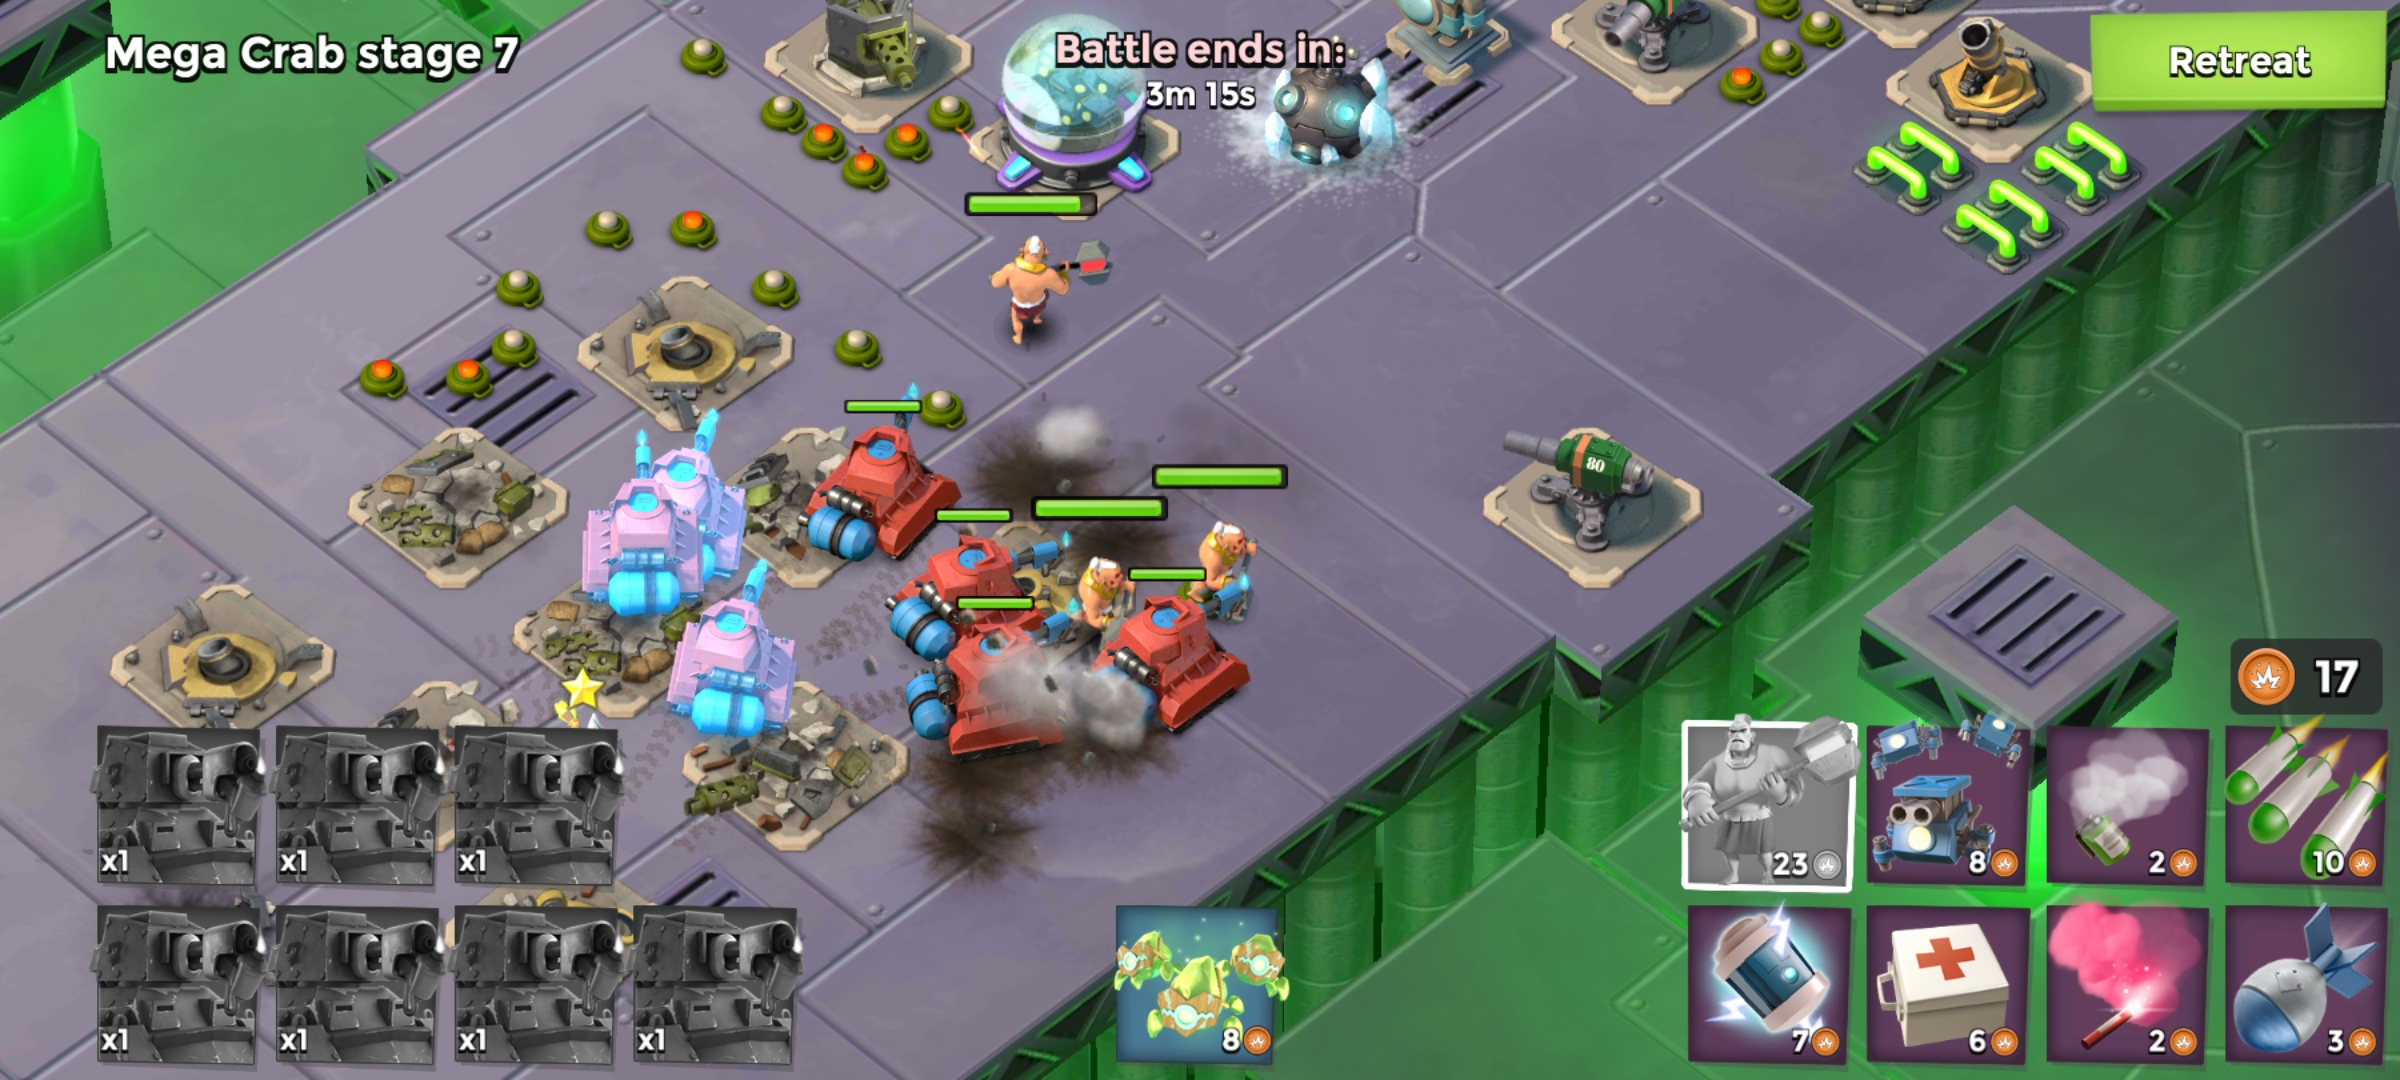 Mega Crab stage 7
Battle ends in:
3m 15s
Retreat
80
17
x1
x1
x1
23
8
2
10
x1
x1
x1
x1
8
7
6
2
3